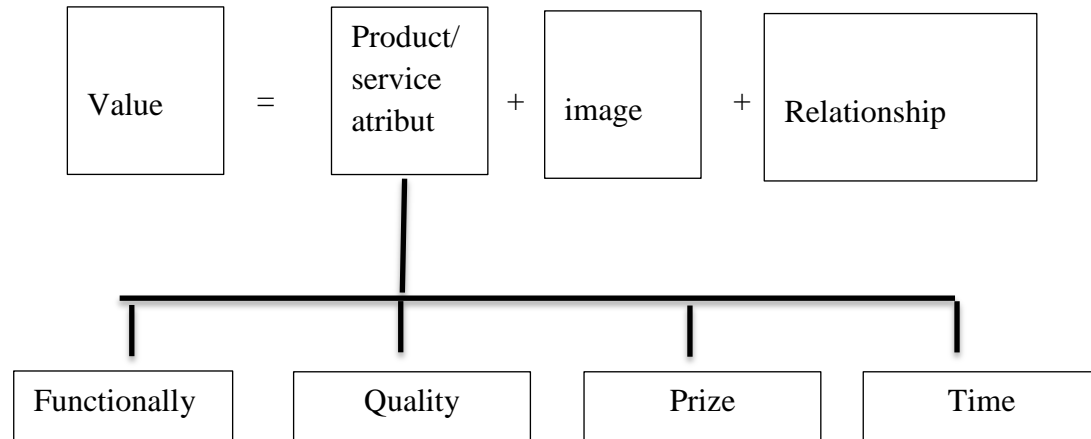 Value
=
Product/
service
atribut
+
image
+
Relationship
Functionally
Quality
Prize
Time